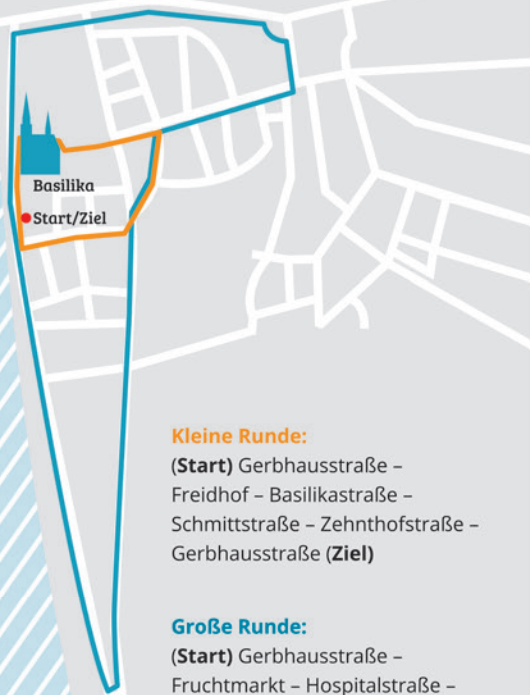 Basilika
Start/Ziel
Kleine Runde:
(Start) Gerbhausstraße –
Freidhof – Basilikastraße –
Schmittstraße – Zehnthofstraße –
Gerbhausstraße (Ziel)
Große Runde:
(Start) Gerbhausstraße –
Fruchtmarkt – Hospitalstraße –